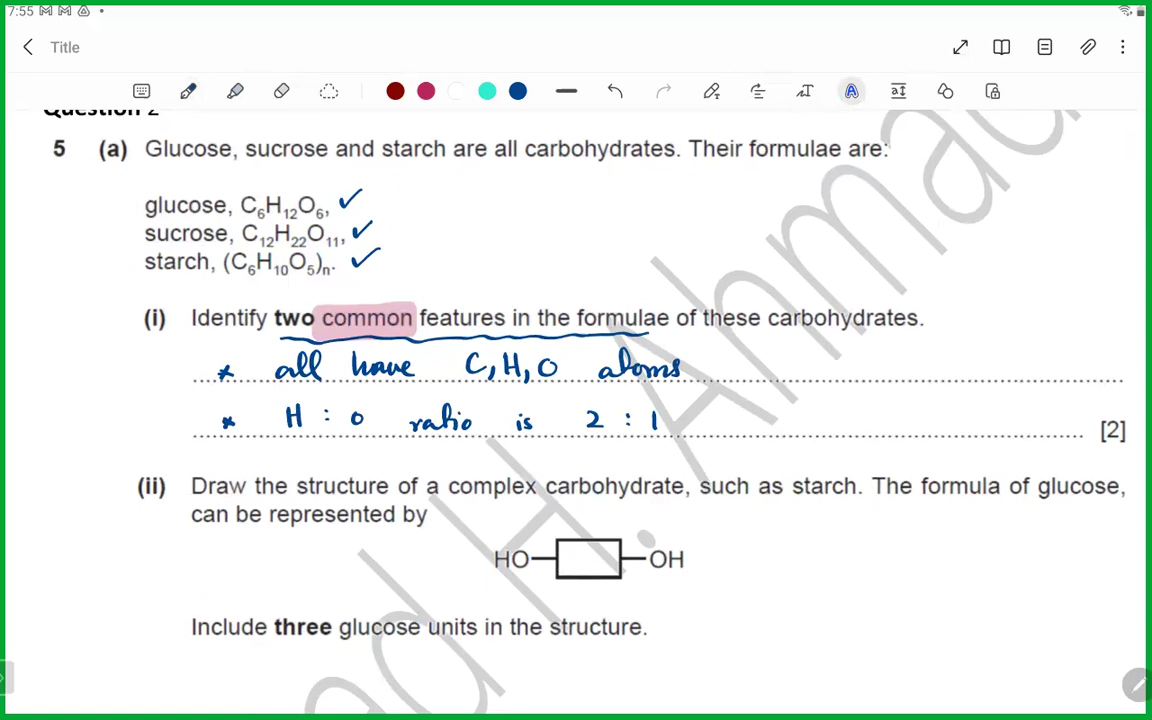 7:55
Title
Question 2
5 (a) Glucose, sucrose and starch are all carbohydrates. Their formulae are:
glucose, C₆H₁₂O₆,
sucrose, C₁₂H₂₂O₁₁,
starch, (C₆H₁₀O₅)ₙ.
(i) Identify two common features in the formulae of these carbohydrates.
* all have C, H, O atoms
* H : O ratio is 2 : 1
[2]
(ii) Draw the structure of a complex carbohydrate, such as starch. The formula of glucose,
can be represented by
HO OH
Include three glucose units in the structure.
ad H. Ahmad